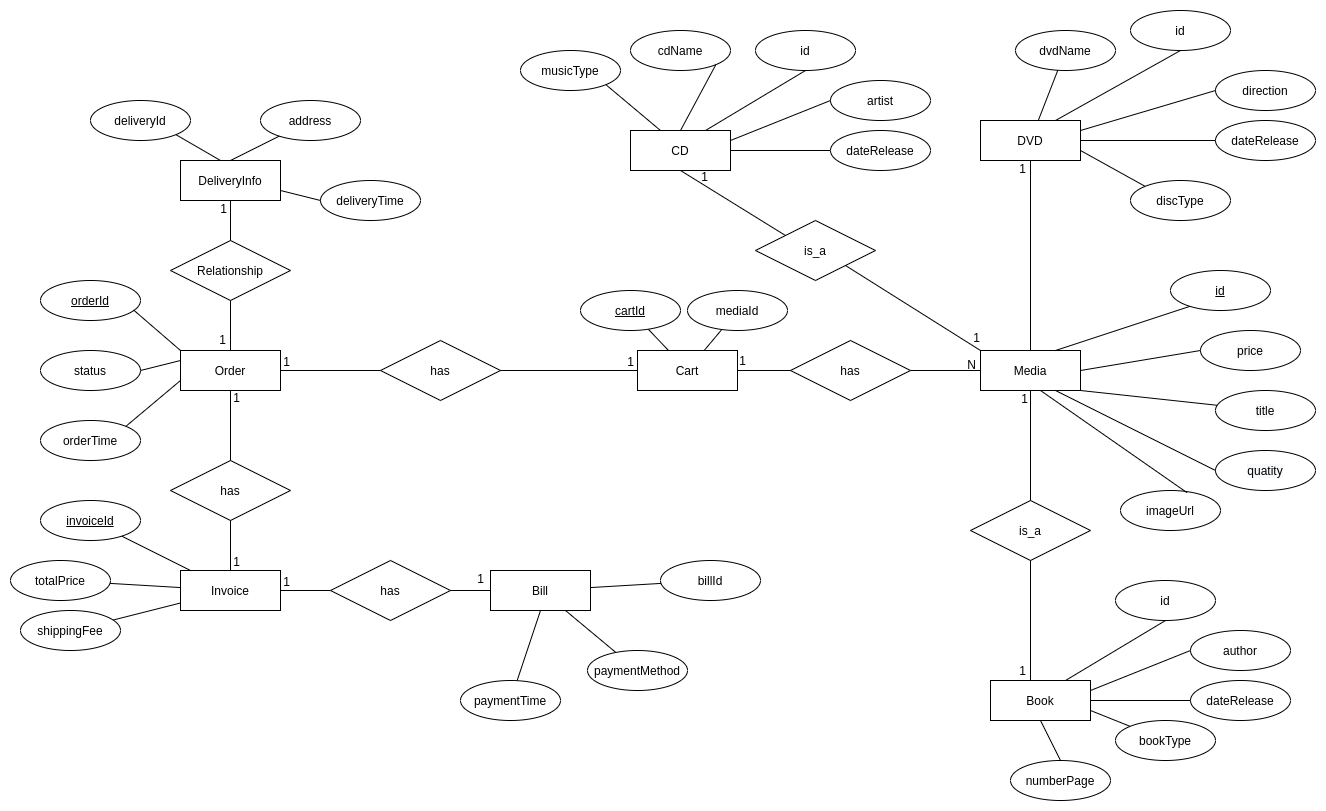 id
dvdName
cdName
id
musicType
direction
artist
deliveryId
address
dateRelease
DVD
CD
dateRelease
1
1
DeliveryInfo
deliveryTime
discType
1
is_a
Relationship
id
orderId
cartId
mediaId
1
1
price
1
1
1
N
status
Order
has
Cart
has
Media
1
1
title
orderTime
quatity
has
imageUrl
invoiceId
is_a
1
totalPrice
1
1
billId
Invoice
has
Bill
id
shippingFee
author
paymentMethod
1
paymentTime
Book
dateRelease
bookType
numberPage